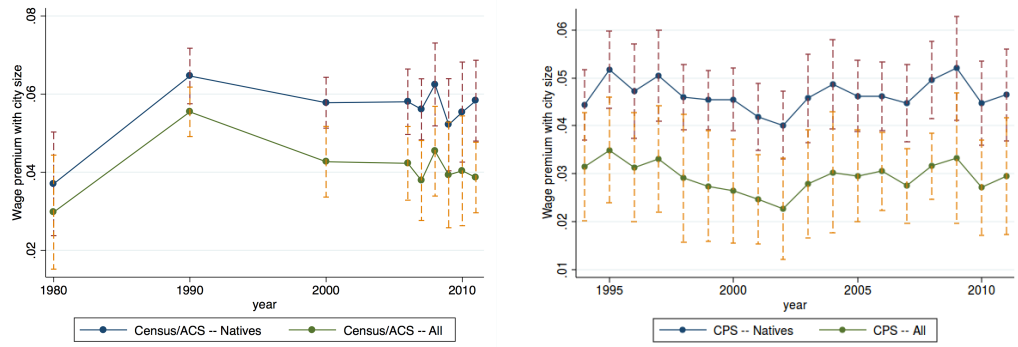 Wage premium with city size
.08
.06
.04
.02
1980
1990
2000
2010
year
Census/ACS -- Natives
Census/ACS -- All
Wage premium with city size
.06
.05
.04
.03
.02
.01
1995
2000
2005
2010
year
CPS -- Natives
CPS -- All